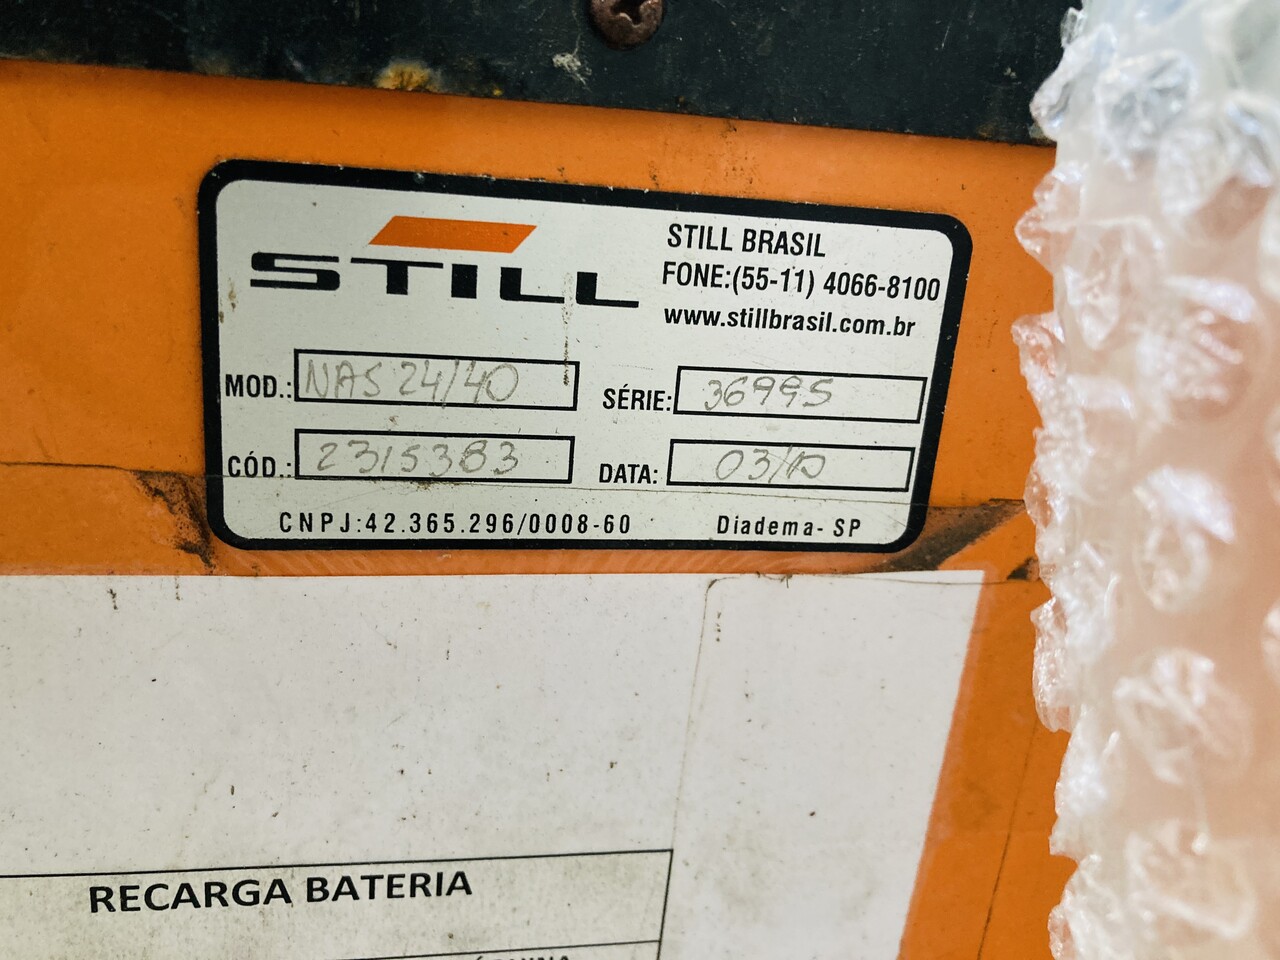 STILL
STILL BRASIL
FONE:(55-11) 4066-8100
www.stillbrasil.com.br
MOD.: NAS 24/40
SÉRIE: 36995
CÓD.: 2315383
DATA: 03/10
CNPJ:42.365.296/0008-60
Diadema- SP
RECARGA BATERIA